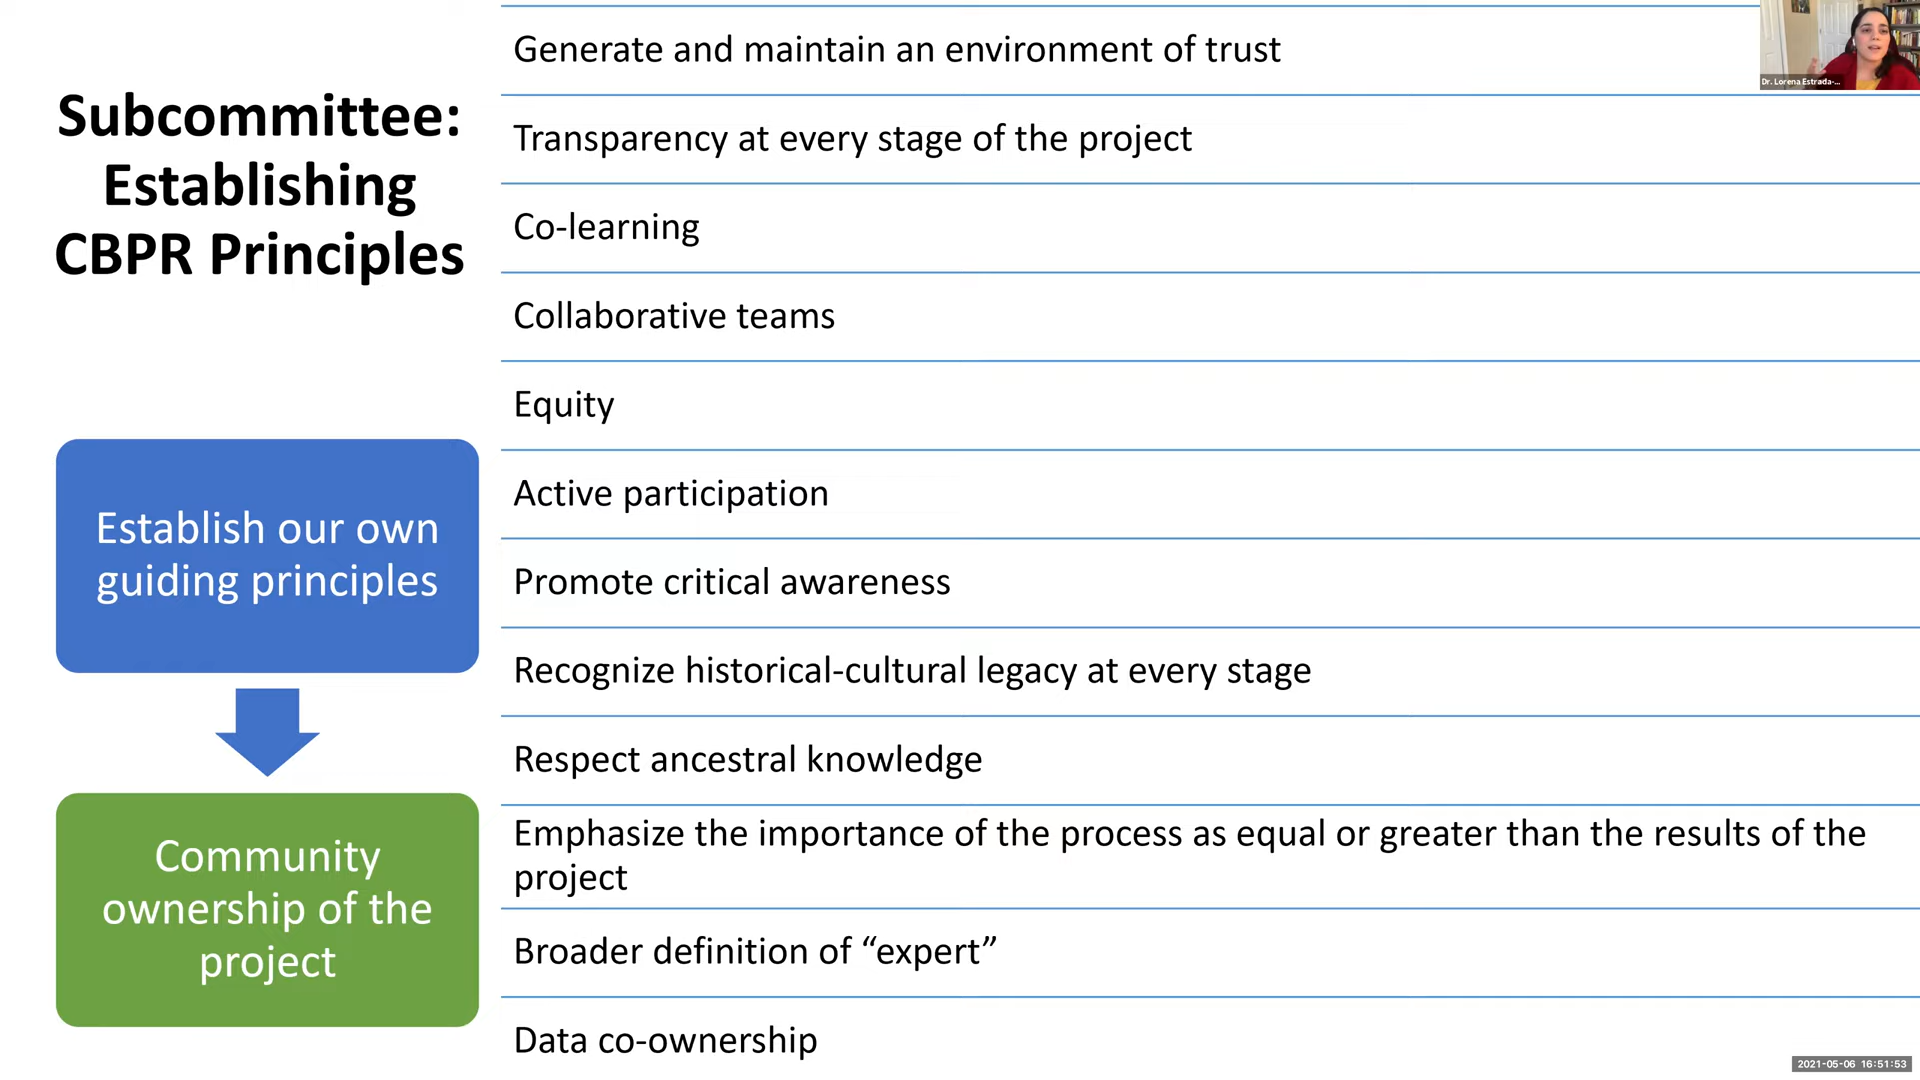 Subcommittee:
Establishing
CBPR Principles
Establish our own
guiding principles
Community
ownership of the
project
Generate and maintain an environment of trust
Transparency at every stage of the project
Co-learning
Collaborative teams
Equity
Active participation
Promote critical awareness
Recognize historical-cultural legacy at every stage
Respect ancestral knowledge
Emphasize the importance of the process as equal or greater than the results of the
project
Broader definition of “expert”
Data co-ownership
Dr. Lorena Estrada-...
2021-05-06 16:51:53